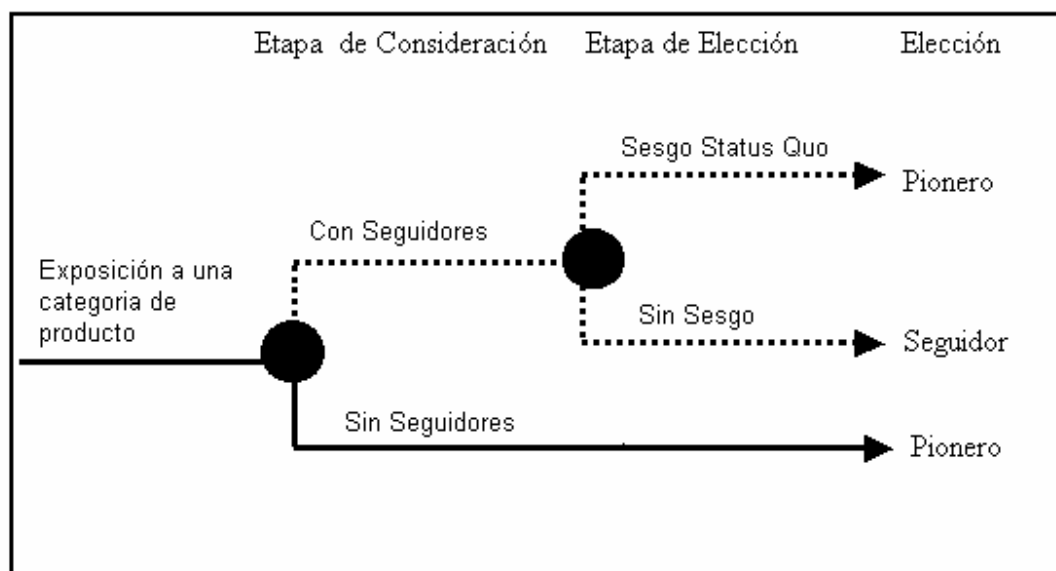 Etapa de Consideración
Etapa de Elección
Elección
Sesgo Status Quo
Pionero
Con Seguidores
Exposición a una
categoria de
producto
Sin Sesgo
Seguidor
Sin Seguidores
Pionero